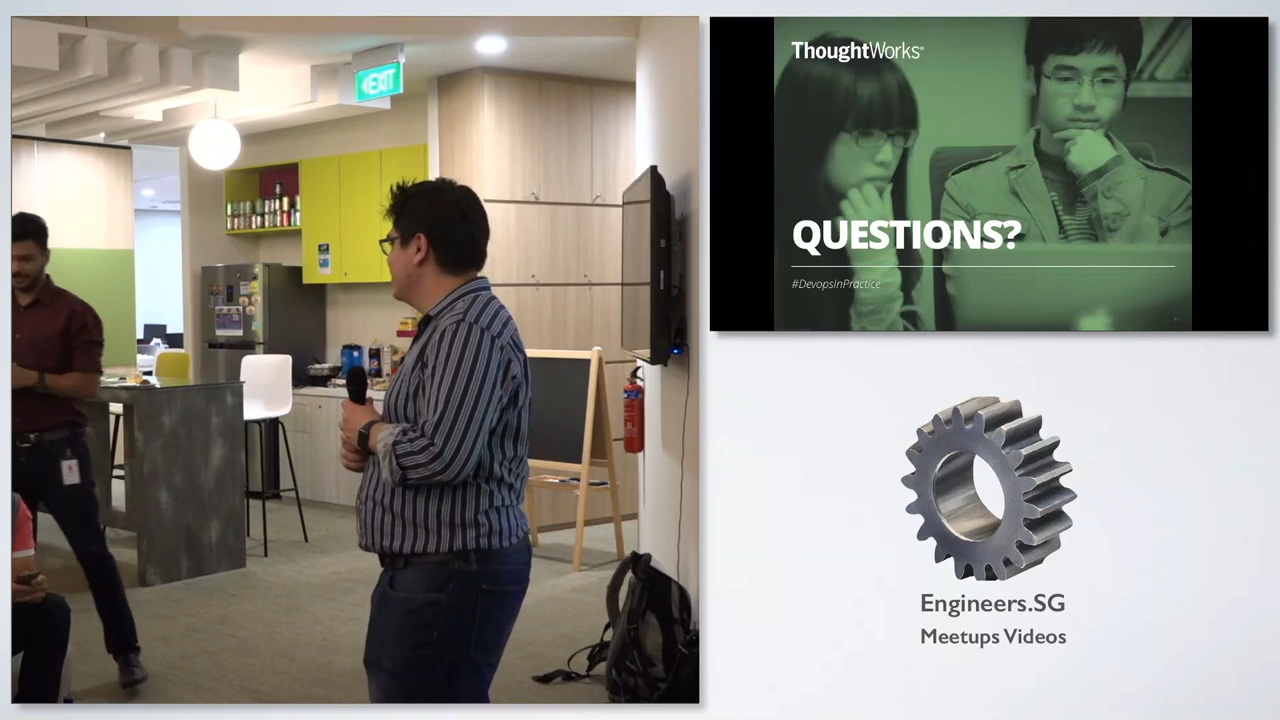 EXIT
ThoughtWorks®
QUESTIONS?
#DevopsInPractice
Engineers.SG
Meetups Videos